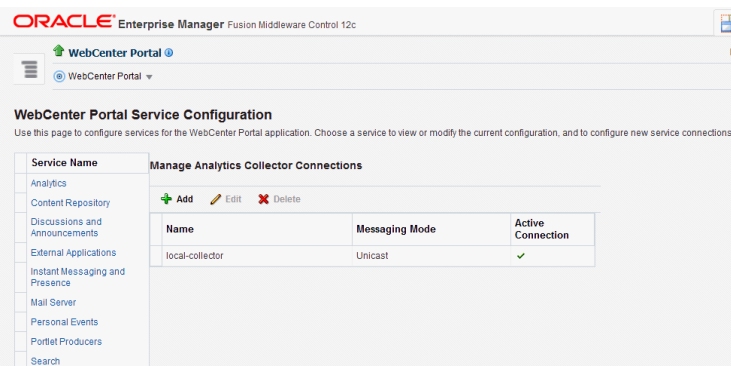 ORACLE Enterprise Manager Fusion Middleware Control 12c
WebCenter Portal
WebCenter Portal
WebCenter Portal Service Configuration
Use this page to configure services for the WebCenter Portal application. Choose a service to view or modify the current configuration, and to configure new service connections
Service Name
Analytics
Content Repository
Discussions and
Announcements
External Applications
Instant Messaging and
Presence
Mail Server
Personal Events
Portlet Producers
Search
Manage Analytics Collector Connections
Add Edit Delete
Name Messaging Mode Active
Connection
local-collector Unicast